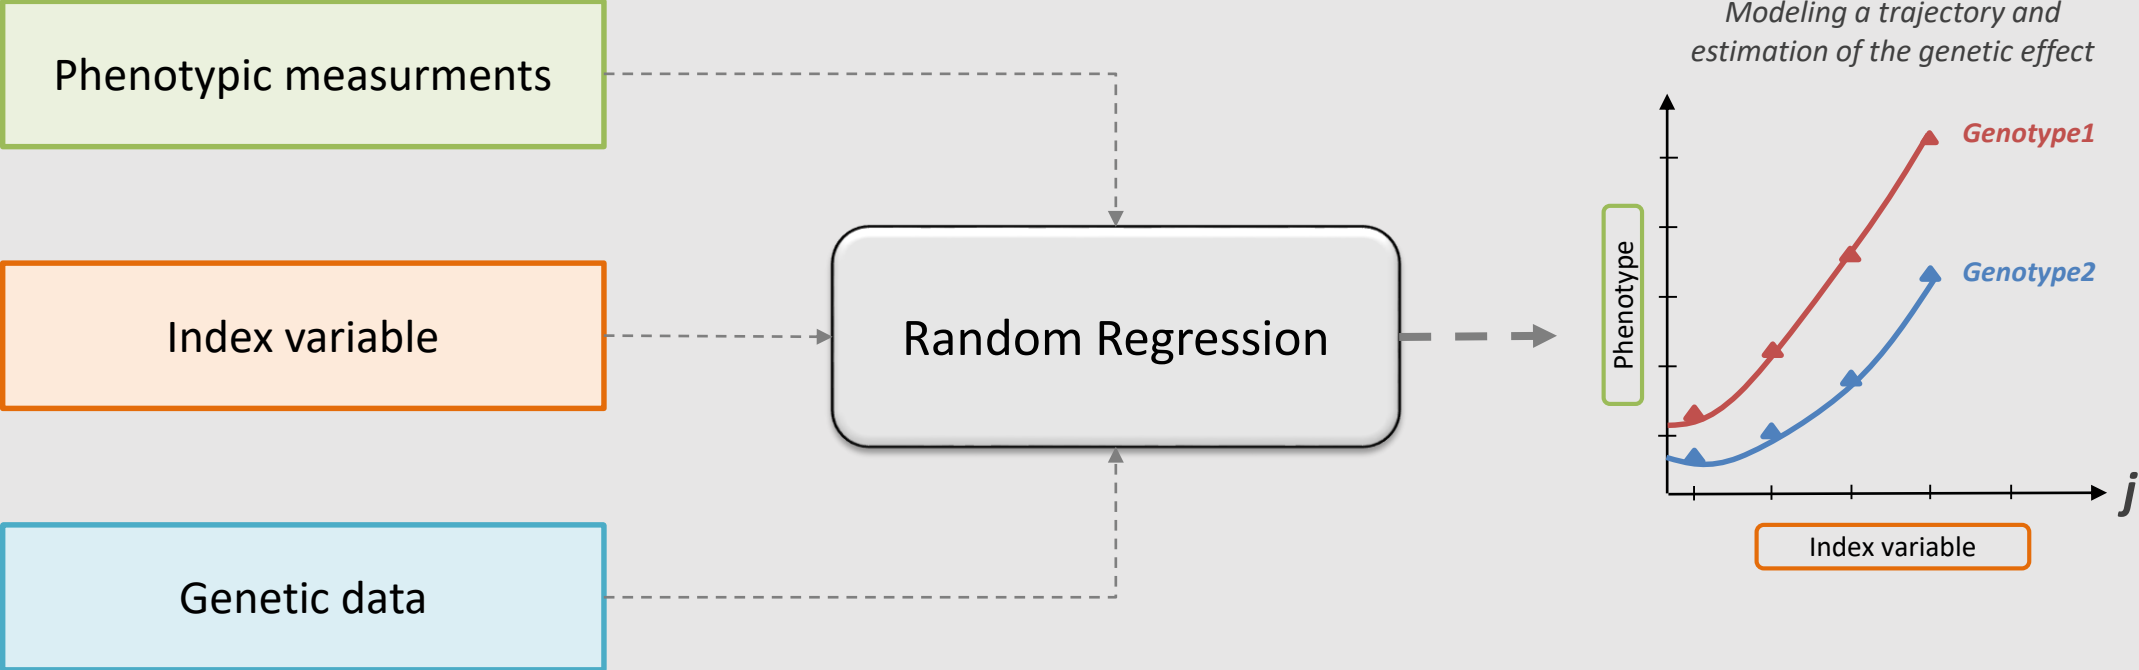 Phenotypic measurments
Index variable
Genetic data
Random Regression
Modeling a trajectory and
estimation of the genetic effect
Genotype1
Genotype2
Phenotype
j
Index variable